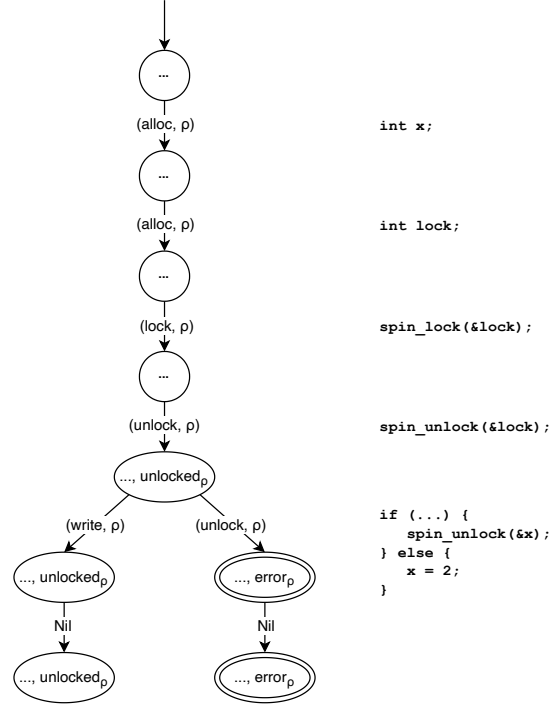 ...
(alloc, ρ) int x;
...
(alloc, ρ) int lock;
...
(lock, ρ) spin_lock(&lock);
...
(unlock, ρ) spin_unlock(&lock);
..., unlockedρ
(write, ρ) (unlock, ρ)
if (...) {
spin_unlock(&x);
} else {
x = 2;
}
..., unlockedρ ..., errorρ
Nil Nil
..., unlockedρ ..., errorρ